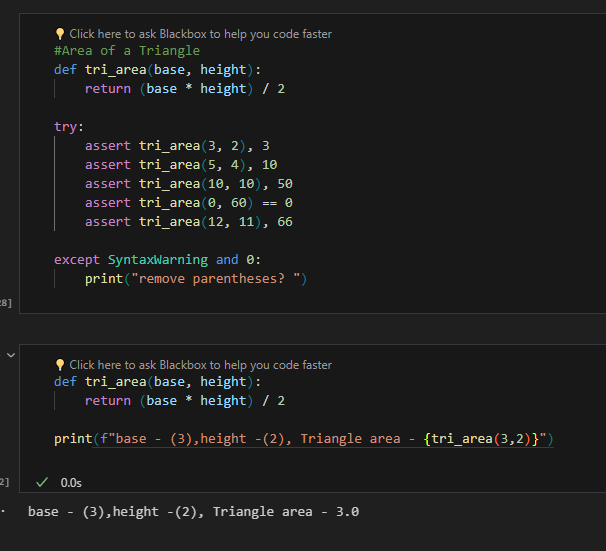 Click here to ask Blackbox to help you code faster
#Area of a Triangle
def tri_area(base, height):
    return (base * height) / 2
try:
    assert tri_area(3, 2), 3
    assert tri_area(5, 4), 10
    assert tri_area(10, 10), 50
    assert tri_area(0, 60) == 0
    assert tri_area(12, 11), 66
except SyntaxWarning and 0:
    print("remove parentheses? ")
8]
Click here to ask Blackbox to help you code faster
def tri_area(base, height):
    return (base * height) / 2
print(f"base - (3),height -(2), Triangle area - {tri_area(3,2)}")
2]
0.0s
base - (3),height -(2), Triangle area - 3.0